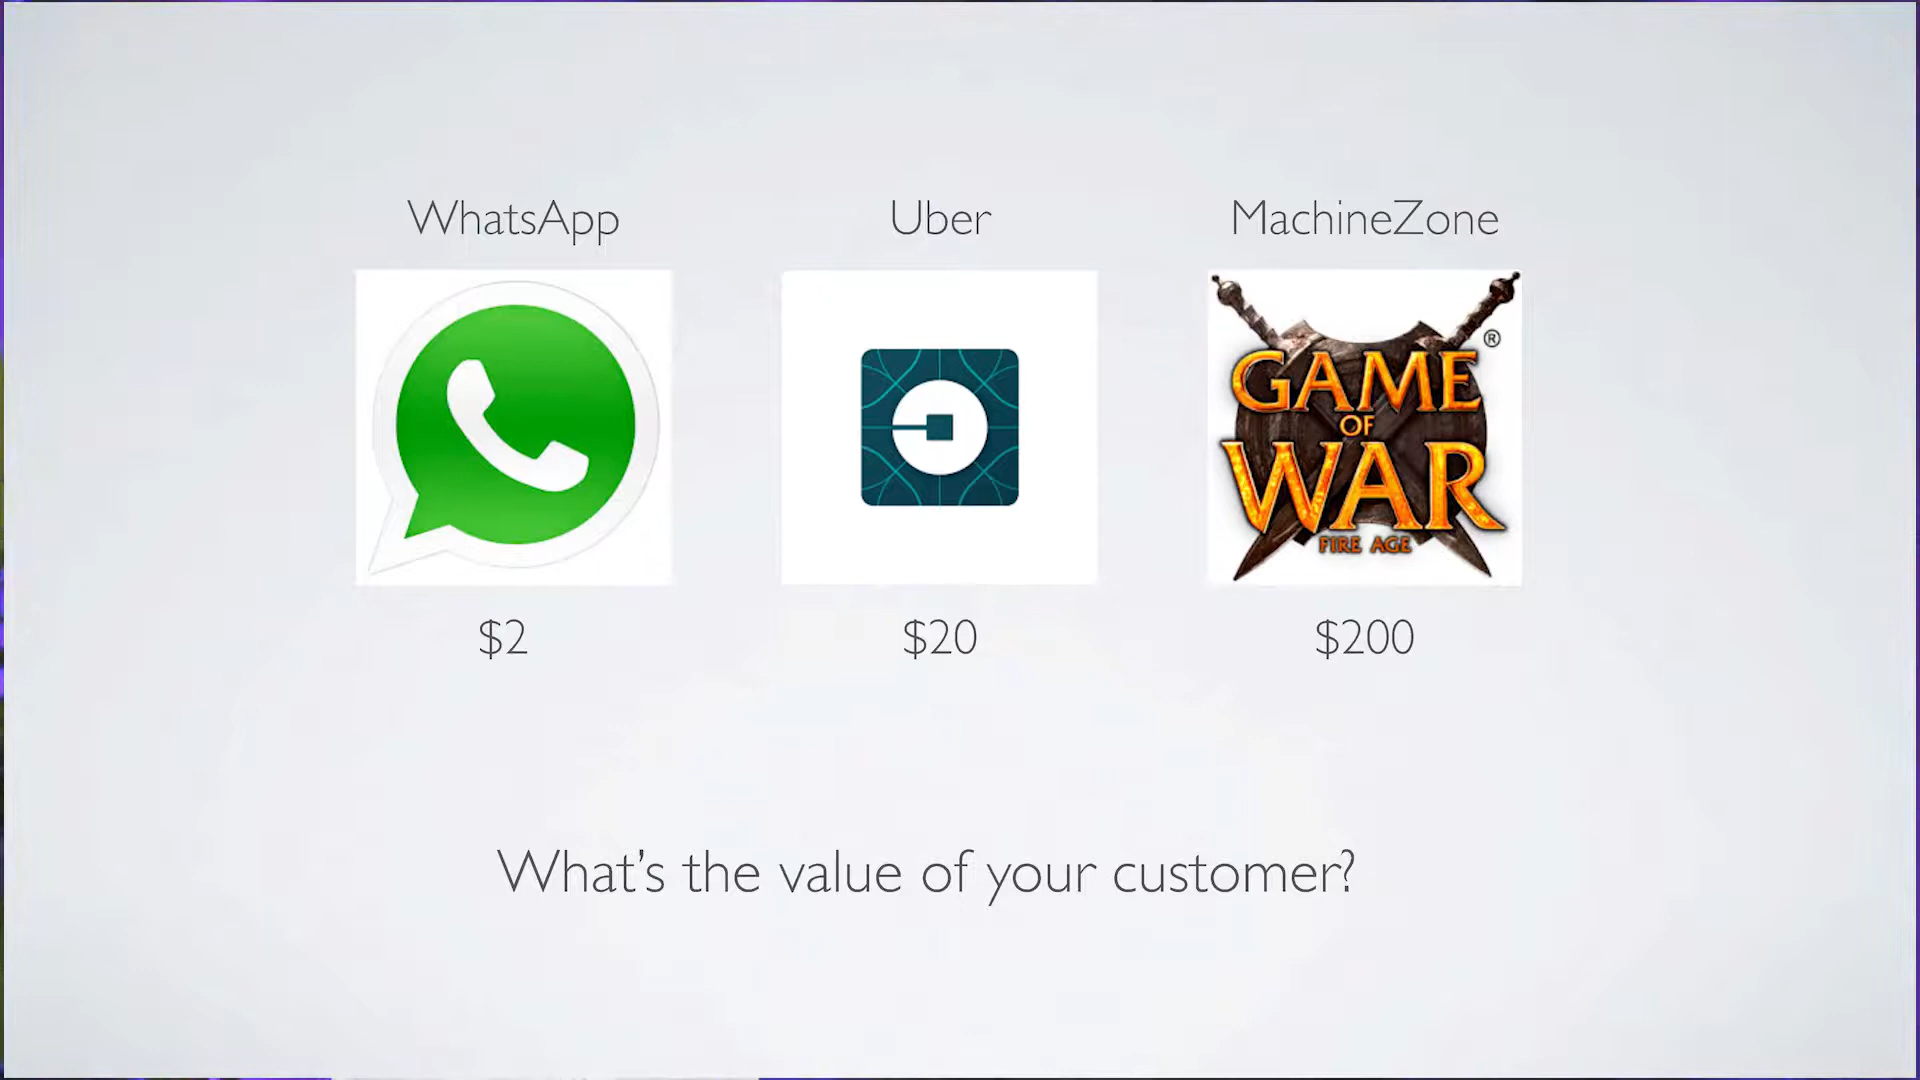 WhatsApp
Uber
MachineZone
GAME
OF
WAR
®
FIRE AGE
$2
$20
$200
What's the value of your customer?